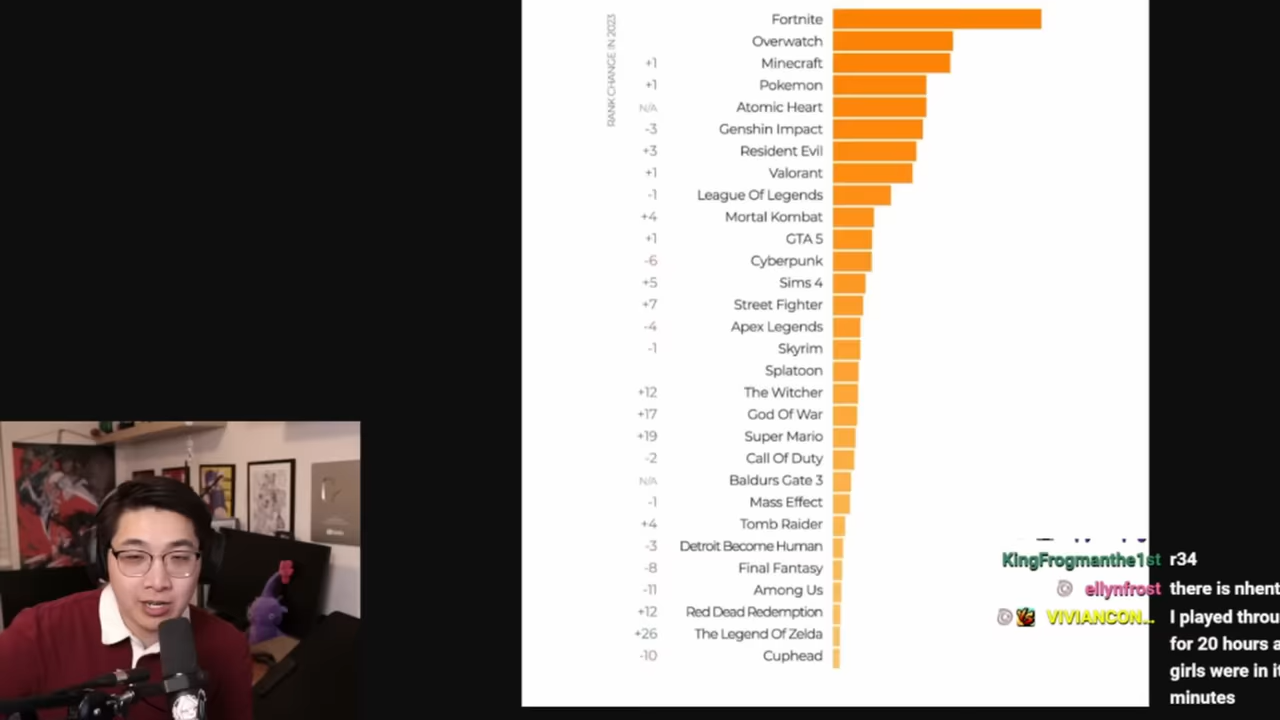 RANK CHANGE IN 2023
Fortnite
Overwatch
+1 Minecraft
+1 Pokemon
N/A Atomic Heart
-3 Genshin Impact
+3 Resident Evil
+1 Valorant
-1 League Of Legends
+4 Mortal Kombat
+1 GTA 5
-6 Cyberpunk
+5 Sims 4
+7 Street Fighter
-4 Apex Legends
-1 Skyrim
Splatoon
+12 The Witcher
+17 God Of War
+19 Super Mario
-2 Call Of Duty
N/A Baldurs Gate 3
-1 Mass Effect
+4 Tomb Raider
-3 Detroit Become Human
-8 Final Fantasy
-11 Among Us
+12 Red Dead Redemption
+26 The Legend Of Zelda
-10 Cuphead
KingFrogmanthe1st r34
ellynfrost there is nhent
VIVIANCON... I played throu
for 20 hours a
girls were in it
minutes